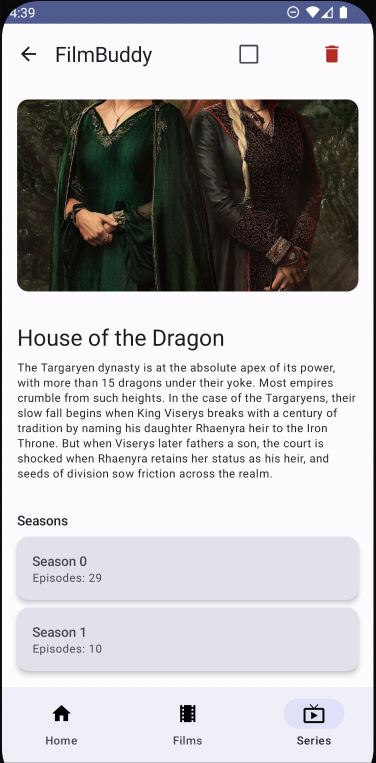 4:39
FilmBuddy
House of the Dragon
The Targaryen dynasty is at the absolute apex of its power,
with more than 15 dragons under their yoke. Most empires
crumble from such heights. In the case of the Targaryens, their
slow fall begins when King Viserys breaks with a century of
tradition by naming his daughter Rhaenyra heir to the Iron
Throne. But when Viserys later fathers a son, the court is
shocked when Rhaenyra retains her status as his heir, and
seeds of division sow friction across the realm.
Seasons
Season 0
Episodes: 29
Season 1
Episodes: 10
Home
Films
Series